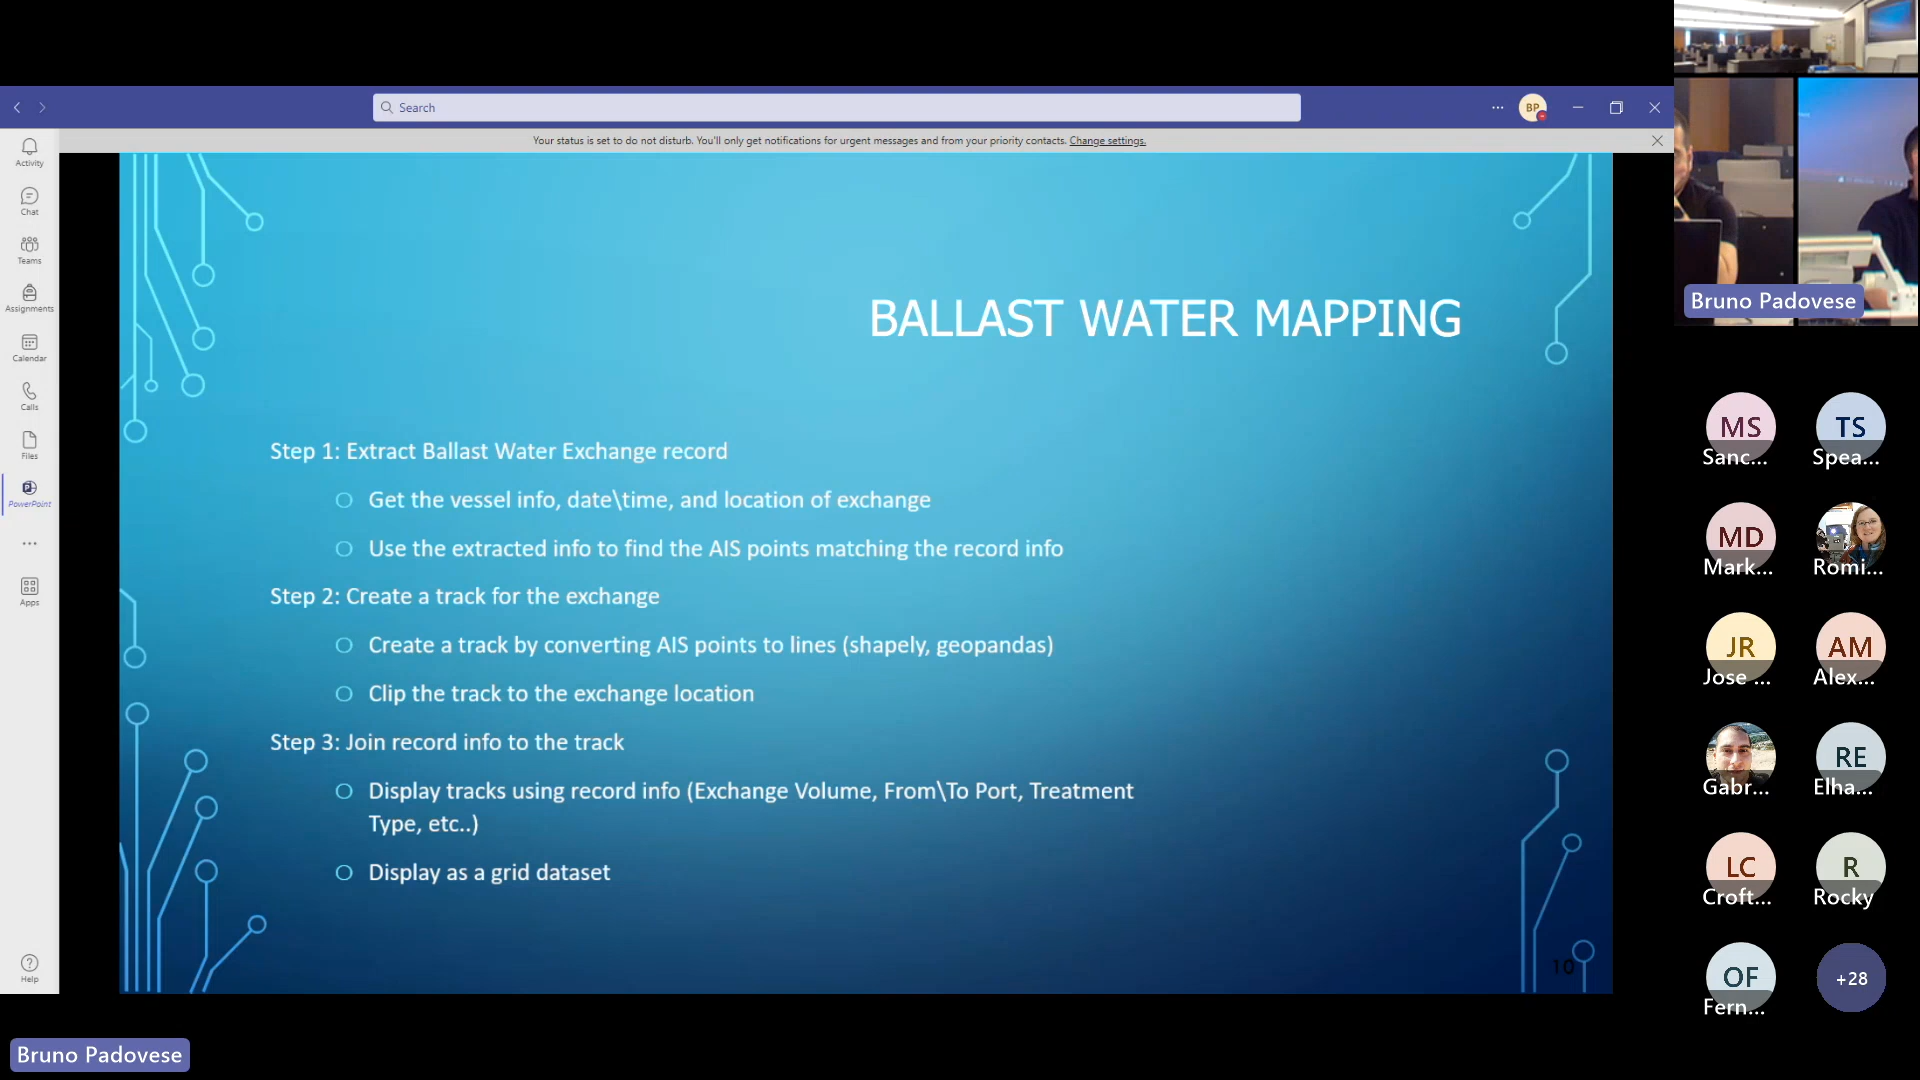 Search
BP
Your status is set to do not disturb. You'll only get notifications for urgent messages and from your priority contacts. Change settings.
Activity
Chat
Teams
Assignments
Calendar
Calls
Files
PowerPoint
Apps
Help
BALLAST WATER MAPPING
Step 1: Extract Ballast Water Exchange record
Get the vessel info, date\time, and location of exchange
Use the extracted info to find the AIS points matching the record info
Step 2: Create a track for the exchange
Create a track by converting AIS points to lines (shapely, geopandas)
Clip the track to the exchange location
Step 3: Join record info to the track
Display tracks using record info (Exchange Volume, From\To Port, Treatment
Type, etc..)
Display as a grid dataset
10
Bruno Padovese
MS
Sanc...
TS
Spea...
MD
Mark...
Romi...
JR
Jose ...
AM
Alex...
Gabr...
RE
Elha...
LC
Croft...
R
Rocky
OF
Fern...
+28
Bruno Padovese